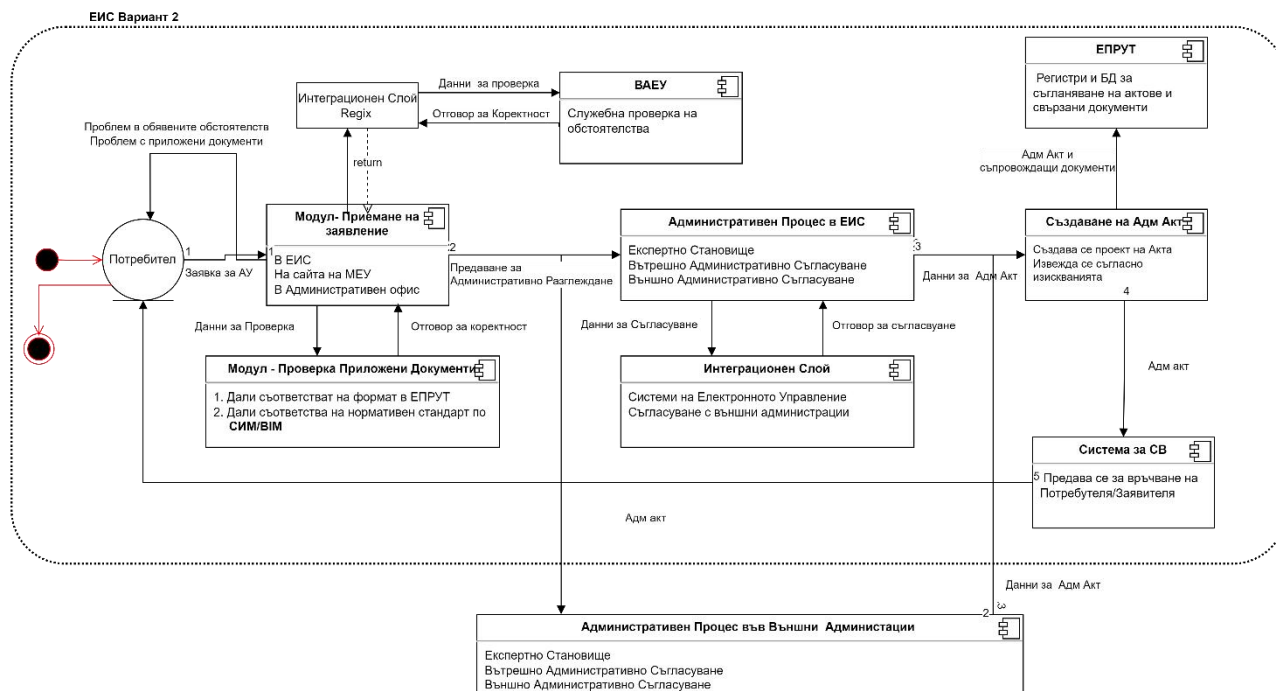 ЕИС Вариант 2
ЕПРУТ
Регистри и БД за
съгланяване на актове и
свързани документи
Интеграционен Слой
Regix
Данни за проверка
Отговор за Коректност
ВАЕУ
Служебна проверка на
обстоятелства
Проблем в обявените обстоятелств
Проблем с приложени документи
return
Адм Акт и
съпровождащи документи
Потребител
1
Заявка за АУ
1
Модул- Приемане на
заявление
В ЕИС
На сайта на МЕУ
В Административен офис
2
Предаване за
Административно Разглеждане
Административен Процес в ЕИС
Експертно Становище
Вътрешно Административно Съгласуване
Външно Административно Съгласуване
3
Данни за Адм Акт
Създаване на Адм Акт
Създава се проект на Акта
Извежда се съгласно
изискванията
4
Данни за Проверка
Отговор за коректност
Данни за Съгласуване
Отговор за съгласвуане
Модул - Проверка Приложени Документи
1. Дали съответстват на формат в ЕПРУТ
2. Дали съответства на нормативен стандарт по
СИМ/BIM
Интеграционен Слой
Системи на Електронното Управление
Съгласуване с външни администрации
Адм акт
Система за СВ
5
Предава се за връчване на
Потребутеля/Заявителя
Адм акт
Данни за Адм Акт
2
3
Административен Процес във Външни Администации
Експертно Становище
Вътрешно Административно Съгласуване
Външно Административно Съгласуване